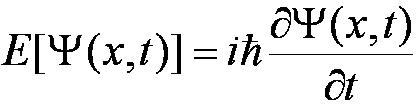 E[Ψ(x,t)] = iħ ∂Ψ(x,t)/∂t